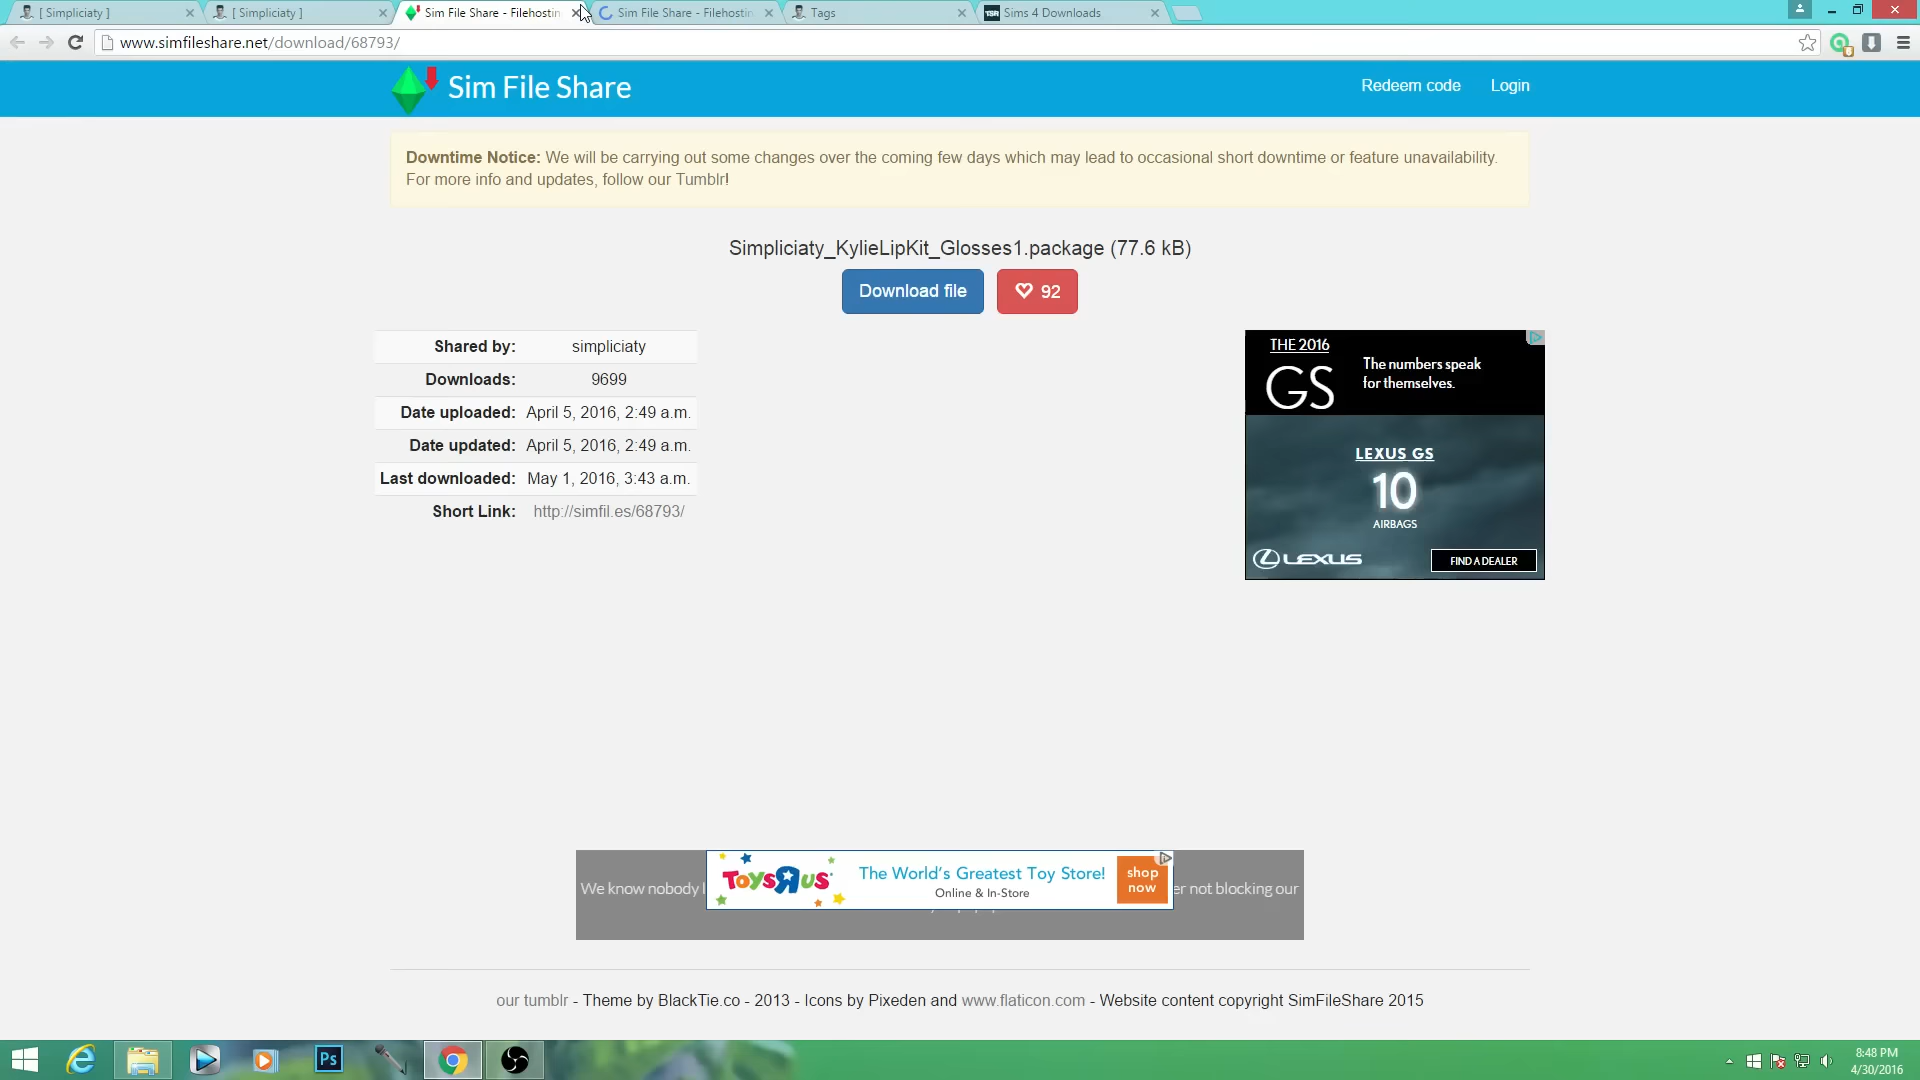 [ Simpliciaty ]
[ Simpliciaty ]
Sim File Share - Filehostin
Sim File Share - Filehostin
Tags
TSR Sims 4 Downloads
www.simfileshare.net/download/68793/
Sim File Share
Redeem code
Login
Downtime Notice: We will be carrying out some changes over the coming few days which may lead to occasional short downtime or feature unavailability.
For more info and updates, follow our Tumblr!
Simpliciaty_KylieLipKit_Glosses1.package (77.6 kB)
Download file
92
Shared by: simpliciaty
Downloads: 9699
Date uploaded: April 5, 2016, 2:49 a.m.
Date updated: April 5, 2016, 2:49 a.m.
Last downloaded: May 1, 2016, 3:43 a.m.
Short Link: http://simfil.es/68793/
THE 2016
GS
The numbers speak
for themselves.
LEXUS GS
10
AIRBAGS
LEXUS
FIND A DEALER
We know nobody l
er not blocking our
ToysRus
The World's Greatest Toy Store!
Online & In-Store
shop
now
our tumblr - Theme by BlackTie.co - 2013 - Icons by Pixeden and www.flaticon.com - Website content copyright SimFileShare 2015
Ps
8:48 PM
4/30/2016